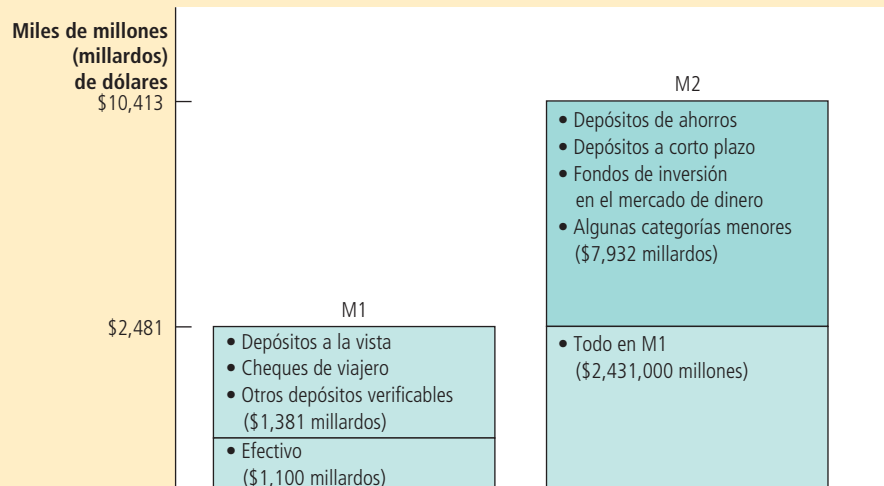 Miles de millones
(millardos)
de dólares
$10,413
$2,481
M1
• Depósitos a la vista
• Cheques de viajero
• Otros depósitos verificables
($1,381 millardos)
• Efectivo
($1,100 millardos)
M2
• Depósitos de ahorros
• Depósitos a corto plazo
• Fondos de inversión
en el mercado de dinero
• Algunas categorías menores
($7,932 millardos)
• Todo en M1
($2,431,000 millones)